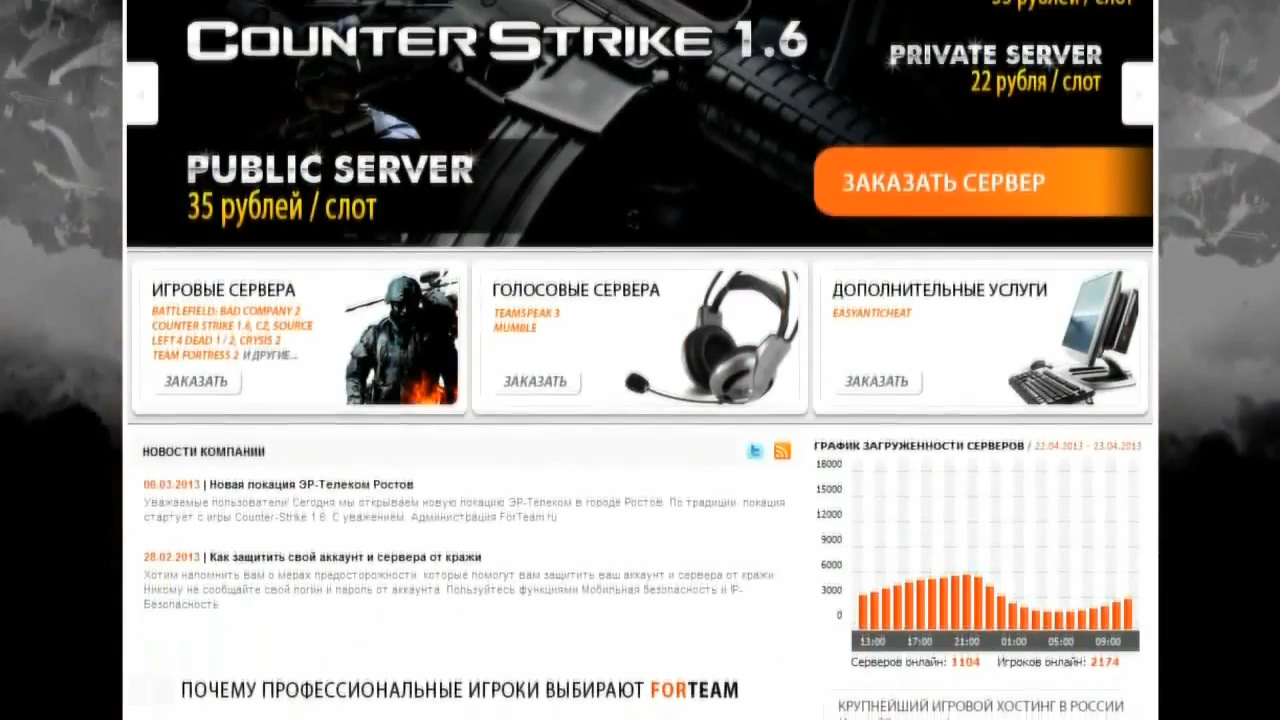 35 рублей / слот
COUNTER STRIKE 1.6
PRIVATE SERVER
22 рубля / слот
PUBLIC SERVER
35 рублей / слот
ЗАКАЗАТЬ СЕРВЕР
ИГРОВЫЕ СЕРВЕРА
BATTLEFIELD: BAD COMPANY 2
COUNTER STRIKE 1.6, CZ, SOURCE
LEFT 4 DEAD 1 / 2, CRYSIS 2
TEAM FORTRESS 2 И ДРУГИЕ...
ЗАКАЗАТЬ
ГОЛОСОВЫЕ СЕРВЕРА
TEAMSPEAK 3
MUMBLE
ЗАКАЗАТЬ
ДОПОЛНИТЕЛЬНЫЕ УСЛУГИ
EASYANTICHEAT
ЗАКАЗАТЬ
НОВОСТИ КОМПАНИИ
06.03.2013 | Новая локация ЭР-Телеком Ростов
Уважаемые пользователи! Сегодня мы открываем новую локацию ЭР-Телеком в городе Ростов. По традиции, локация
стартует с игры Counter-Strike 1.6. С уважением, Администрация ForTeam.ru
28.02.2013 | Как защитить свой аккаунт и сервера от кражи
Хотим напомнить вам о мерах предосторожности, которые помогут вам защитить ваш аккаунт и сервера от кражи.
Никому не сообщайте свой логин и пароль от аккаунта. Пользуйтесь функциями Мобильная безопасность и IP-
Безопасность
ПОЧЕМУ ПРОФЕССИОНАЛЬНЫЕ ИГРОКИ ВЫБИРАЮТ FORTEAM
ГРАФИК ЗАГРУЖЕННОСТИ СЕРВЕРОВ / 22.04.2013 - 23.04.2013
18000
15000
12000
9000
6000
3000
0
13:00 17:00 21:00 01:00 05:00 09:00
Серверов онлайн: 1104 Игроков онлайн: 2174
КРУПНЕЙШИЙ ИГРОВОЙ ХОСТИНГ В РОССИИ